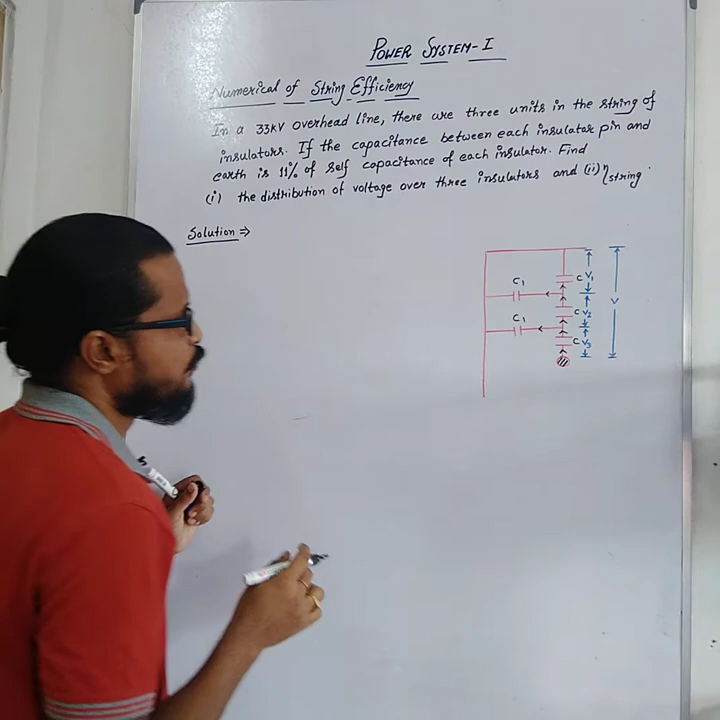 POWER SYSTEM-I
Numerical of String Efficiency
In a 33kV overhead line, there are three units in the string of
insulators. If the capacitance between each insulator pin and
earth is 11% of self capacitance of each insulator. Find
(i) the distribution of voltage over three insulators and (ii) η string.
Solution ⇒
C1
C V1
C1
C V2
V
C V3